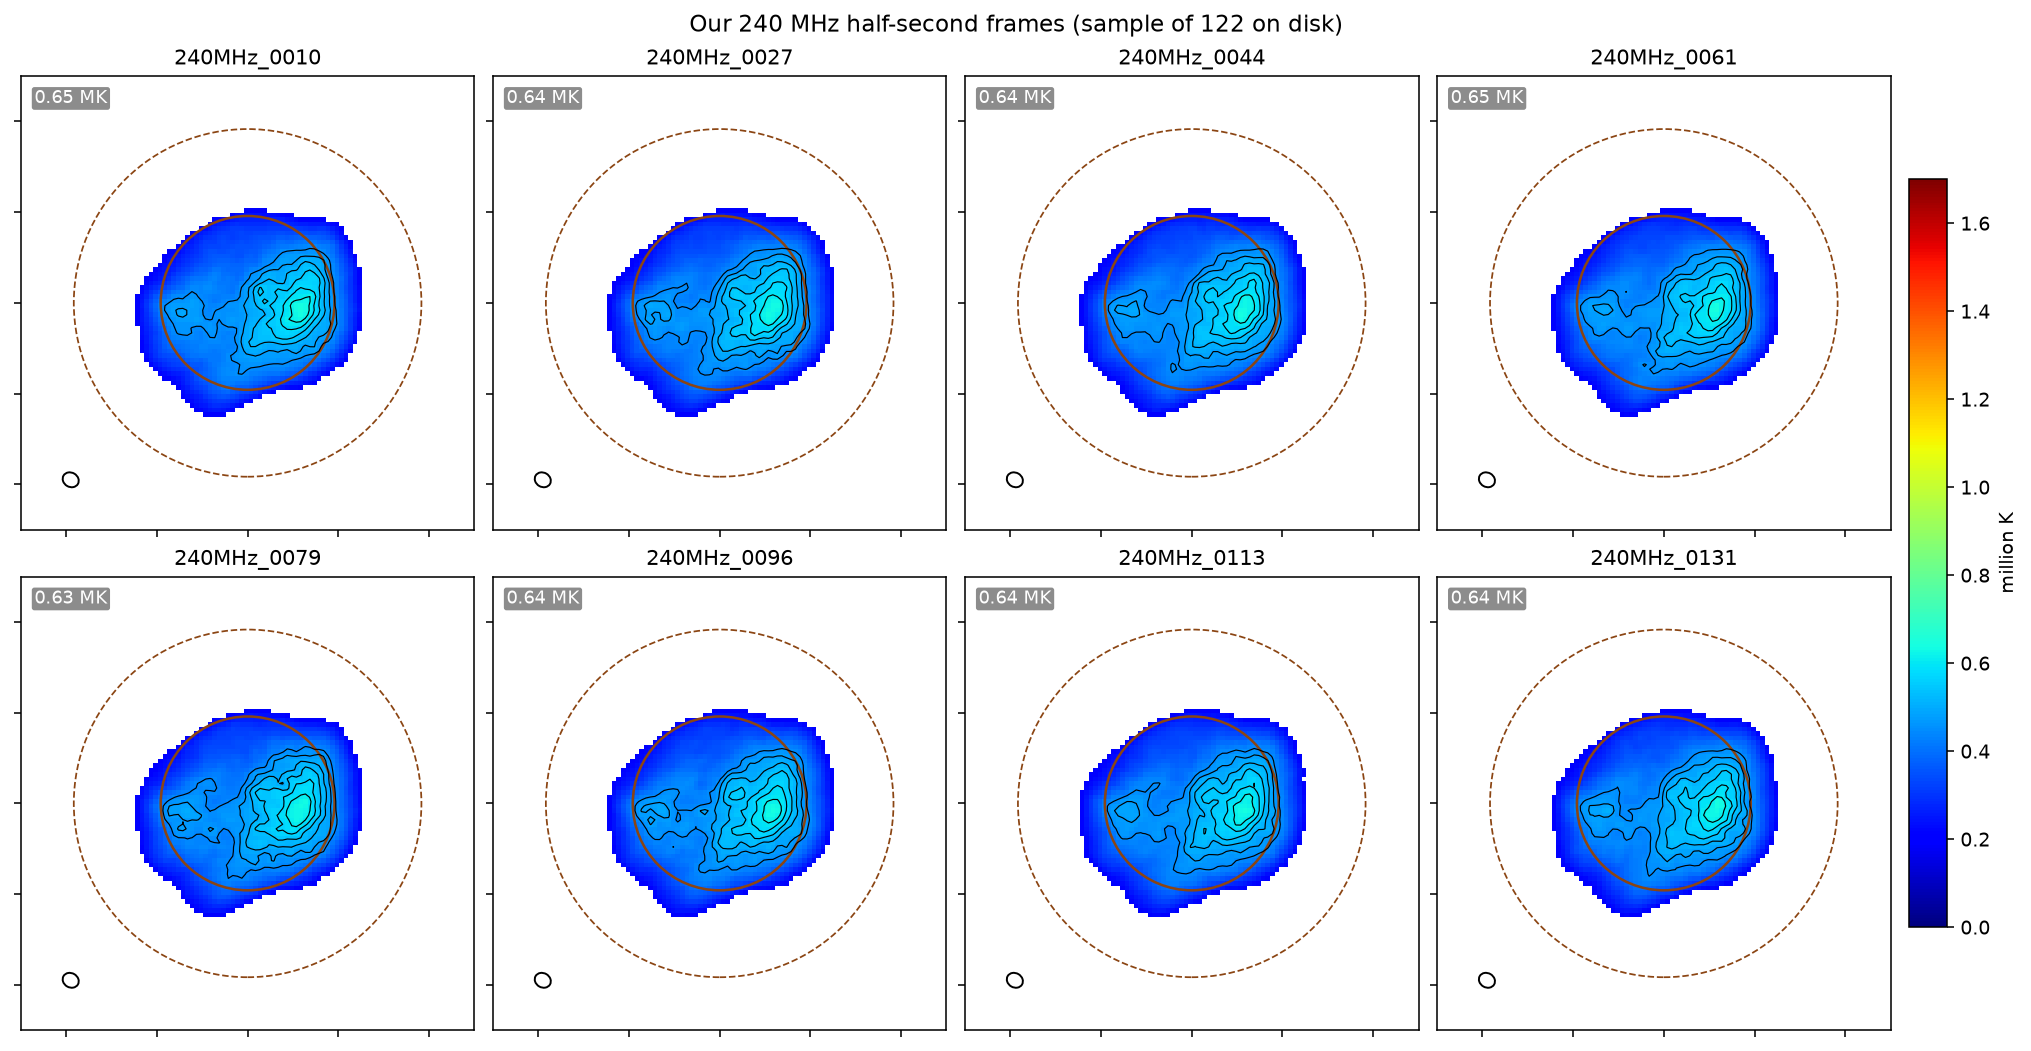 Our 240 MHz half-second frames (sample of 122 on disk)
240MHz_0010
240MHz_0027
240MHz_0044
240MHz_0061
0.65 MK
0.64 MK
0.64 MK
0.65 MK
240MHz_0079
240MHz_0096
240MHz_0113
240MHz_0131
0.63 MK
0.64 MK
0.64 MK
0.64 MK
1.6
1.4
1.2
1.0
0.8
0.6
0.4
0.2
0.0
million K